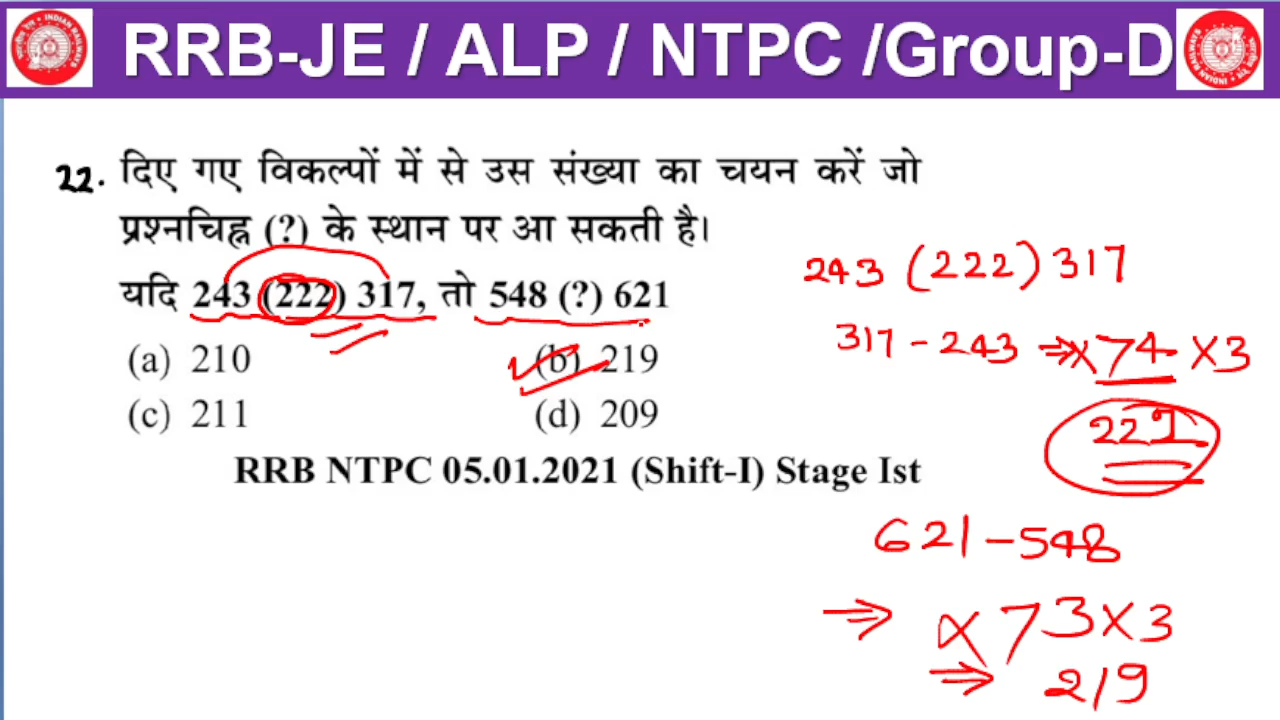 RRB-JE / ALP / NTPC /Group-D
22. दिए गए विकल्पों में से उस संख्या का चयन करें जो
प्रश्नचिह्न (?) के स्थान पर आ सकती है।
यदि 243 (222) 317, तो 548 (?) 621
(a) 210 (b) 219
(c) 211 (d) 209
RRB NTPC 05.01.2021 (Shift-I) Stage Ist
243 (222) 317
317 - 243 ⇒ 74 × 3
222
621 - 548
⇒ 73 × 3
⇒ 219